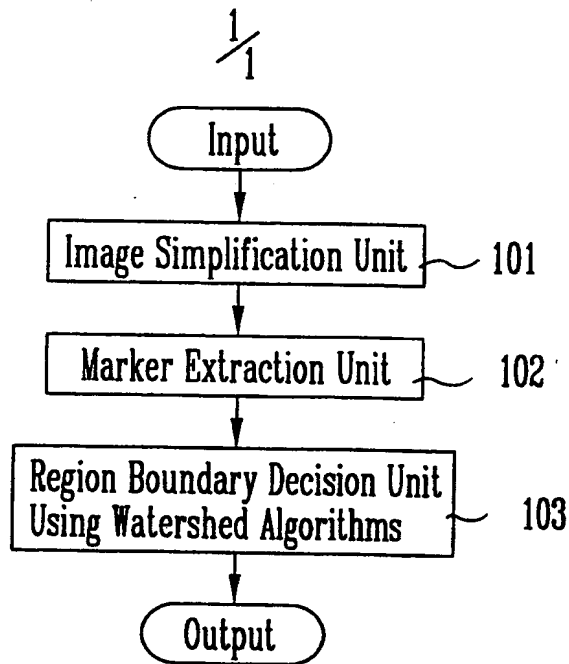 1/1
Input
Image Simplification Unit 101
Marker Extraction Unit 102
Region Boundary Decision Unit
Using Watershed Algorithms 103
Output